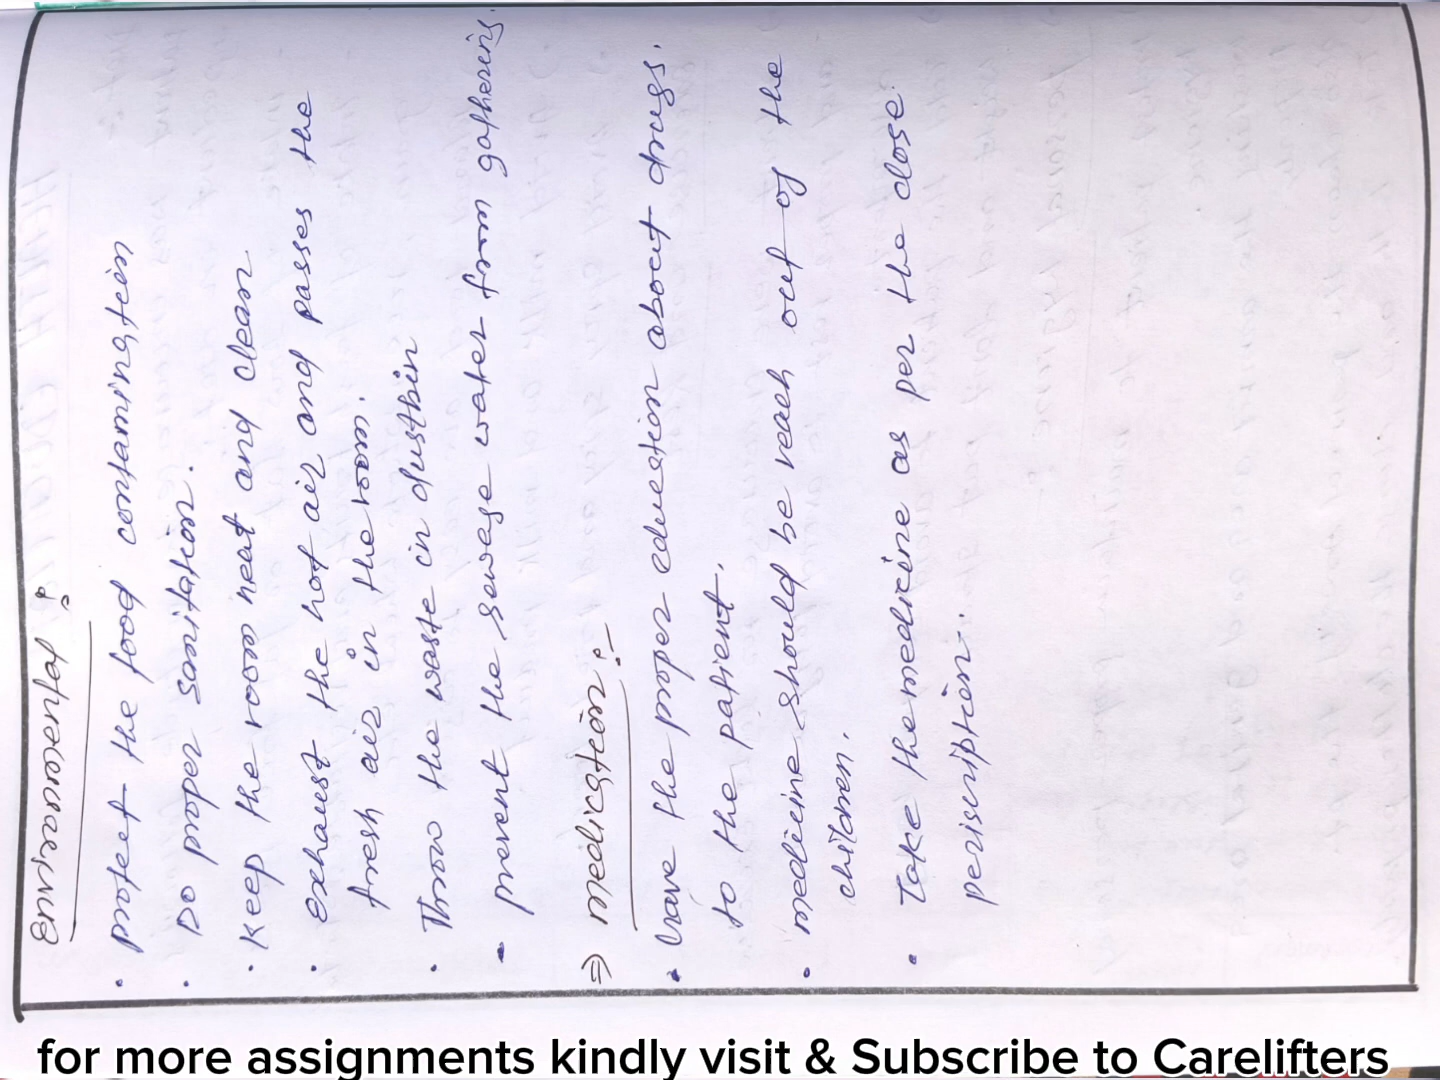 Environmental :
• protect the food contamination
• Do proper sanitation.
• Keep the room neat and clean
• Exhaust the hot air and passes the
fresh air in the room.
• Throw the waste in dustbin
• prevent the sewage water from gathering.
⇒ medication :-
• Gave the proper education about drugs.
to the patient.
• medicine should be reach out of the
children.
• Take the medicine as per the dose
periscription.
for more assignments kindly visit & Subscribe to Carelifters